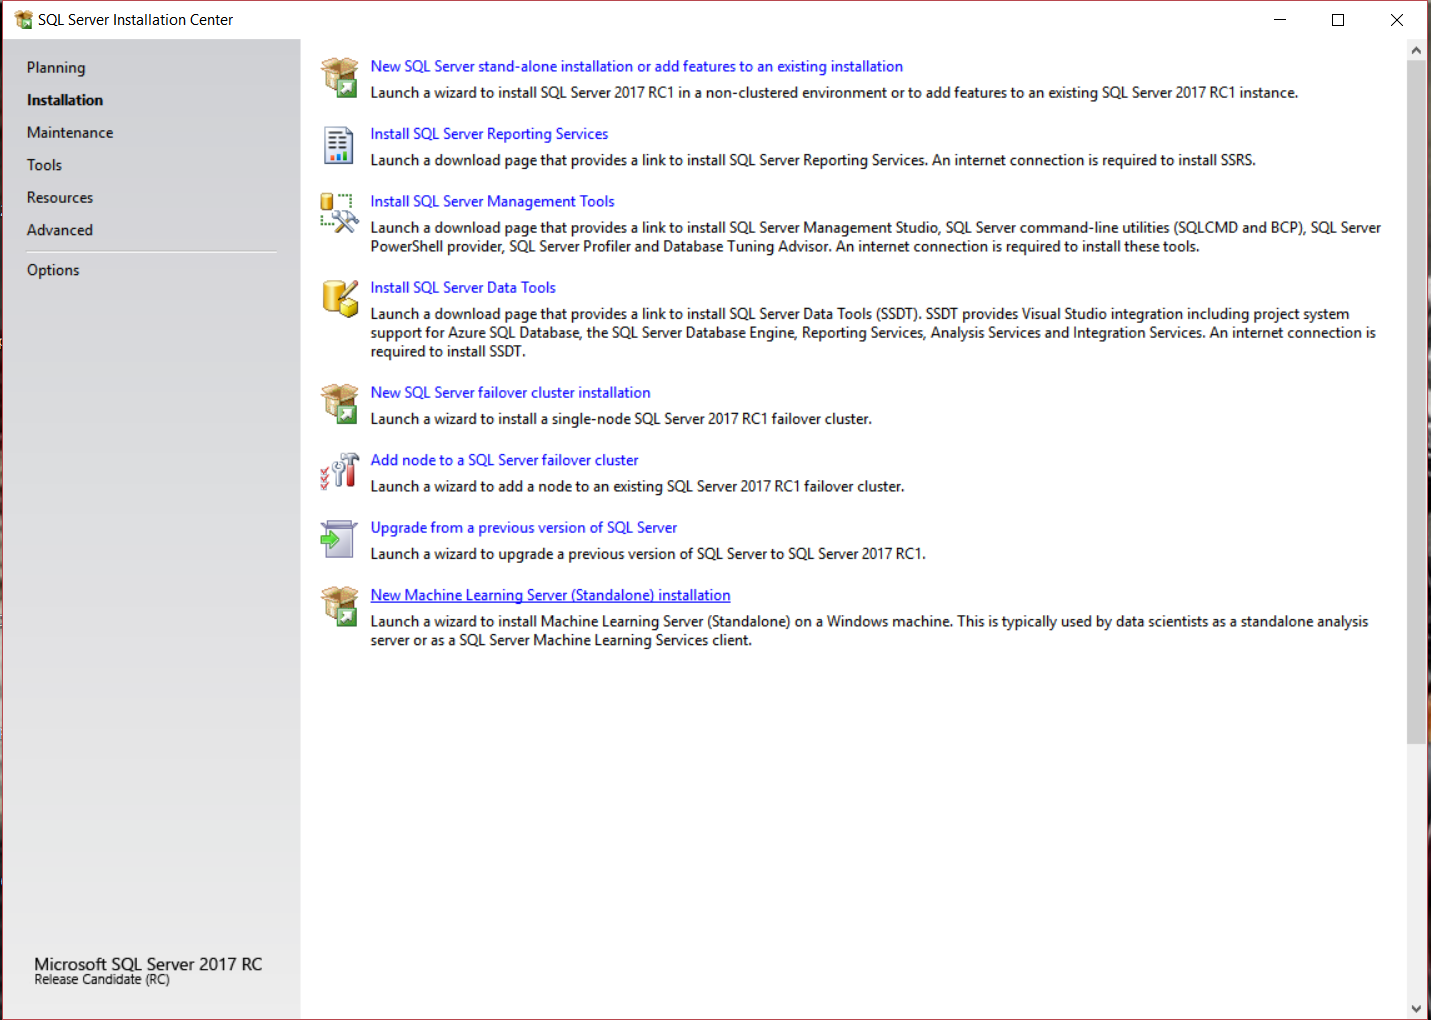 SQL Server Installation Center
Planning
Installation
Maintenance
Tools
Resources
Advanced
Options
New SQL Server stand-alone installation or add features to an existing installation
Launch a wizard to install SQL Server 2017 RC1 in a non-clustered environment or to add features to an existing SQL Server 2017 RC1 instance.
Install SQL Server Reporting Services
Launch a download page that provides a link to install SQL Server Reporting Services. An internet connection is required to install SSRS.
Install SQL Server Management Tools
Launch a download page that provides a link to install SQL Server Management Studio, SQL Server command-line utilities (SQLCMD and BCP), SQL Server
PowerShell provider, SQL Server Profiler and Database Tuning Advisor. An internet connection is required to install these tools.
Install SQL Server Data Tools
Launch a download page that provides a link to install SQL Server Data Tools (SSDT). SSDT provides Visual Studio integration including project system
support for Azure SQL Database, the SQL Server Database Engine, Reporting Services, Analysis Services and Integration Services. An internet connection is
required to install SSDT.
New SQL Server failover cluster installation
Launch a wizard to install a single-node SQL Server 2017 RC1 failover cluster.
Add node to a SQL Server failover cluster
Launch a wizard to add a node to an existing SQL Server 2017 RC1 failover cluster.
Upgrade from a previous version of SQL Server
Launch a wizard to upgrade a previous version of SQL Server to SQL Server 2017 RC1.
New Machine Learning Server (Standalone) installation
Launch a wizard to install Machine Learning Server (Standalone) on a Windows machine. This is typically used by data scientists as a standalone analysis
server or as a SQL Server Machine Learning Services client.
Microsoft SQL Server 2017 RC
Release Candidate (RC)